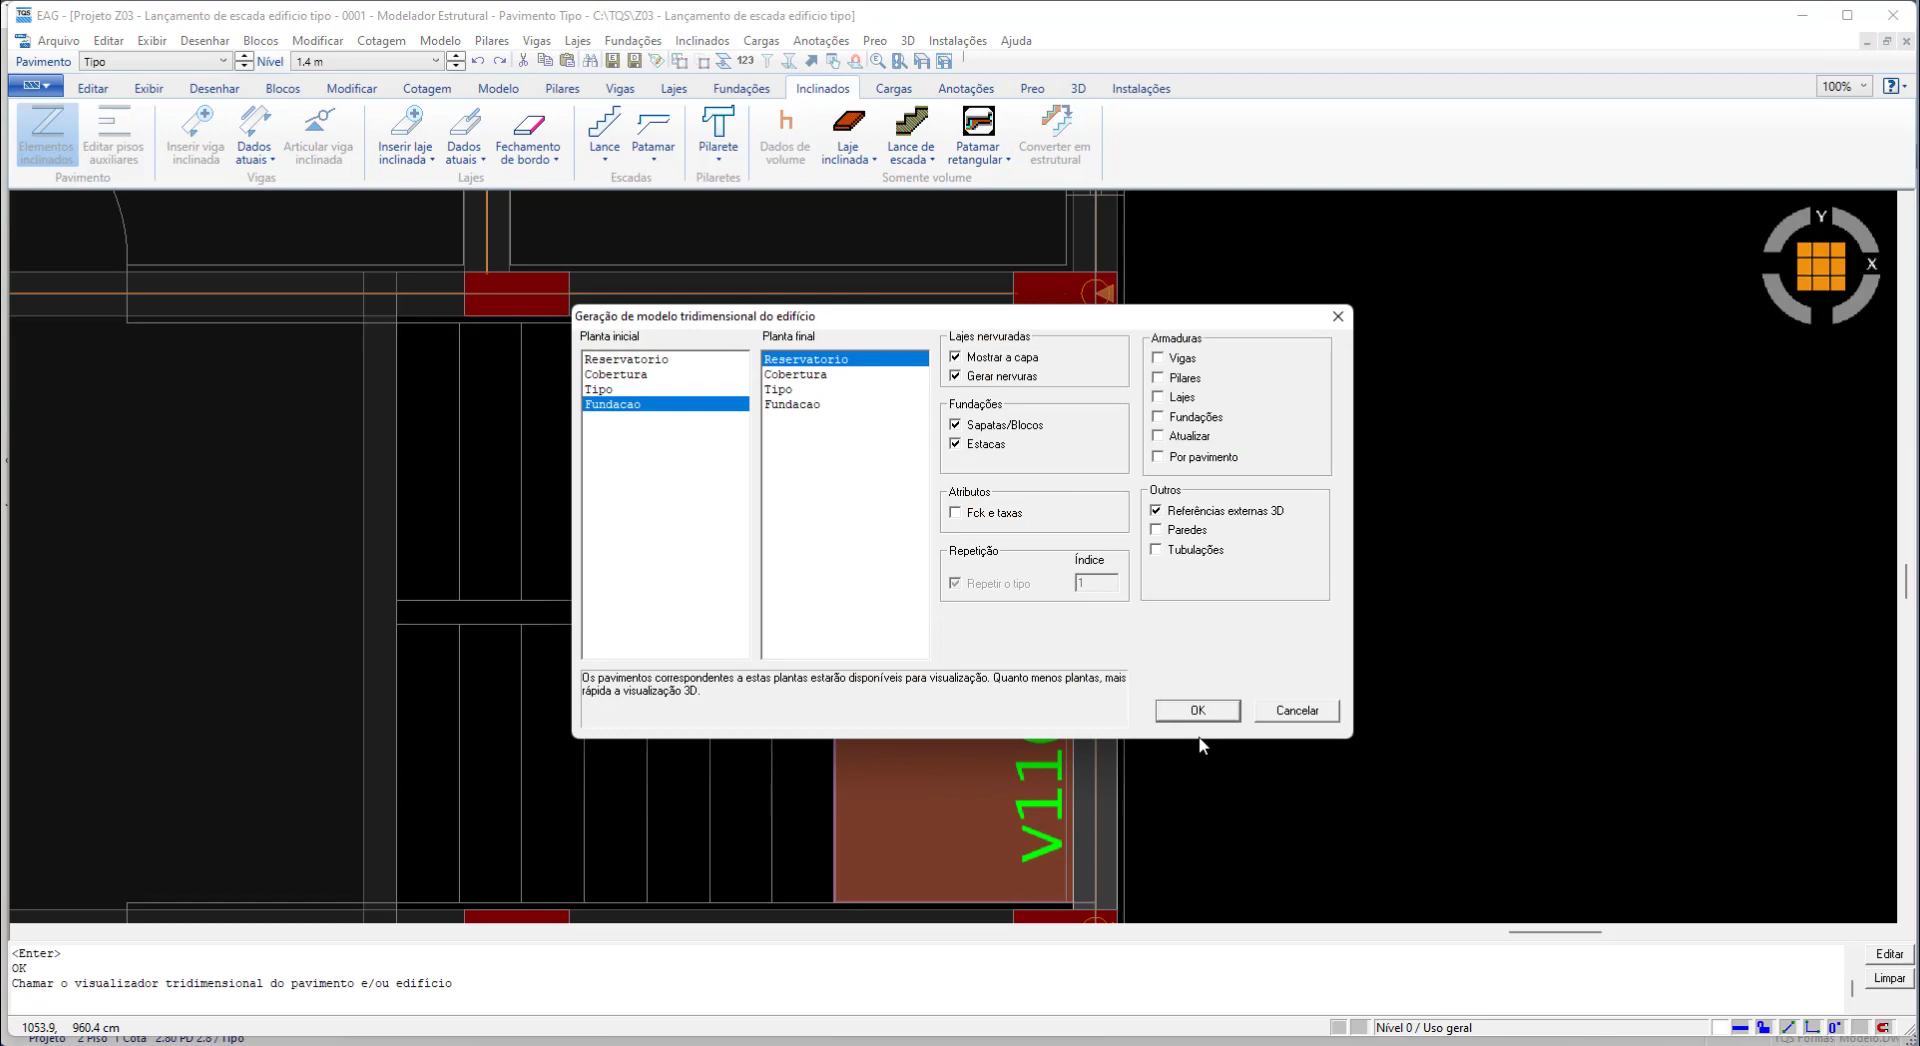 EAG - [Projeto Z03 - Lançamento de escada edificio tipo - 0001 - Modelador Estrutural - Pavimento Tipo - C:\TQS\Z03 - Lançamento de escada edificio tipo]
Arquivo Editar Exibir Desenhar Blocos Modificar Cotagem Modelo Pilares Vigas Lajes Fundações Inclinados Cargas Anotações Preo 3D Instalações Ajuda
Pavimento Tipo Nível 1.4 m 123
Editar Exibir Desenhar Blocos Modificar Cotagem Modelo Pilares Vigas Lajes Fundações Inclinados Cargas Anotações Preo 3D Instalações 100% ?
Elementos inclinados
Editar pisos auxiliares
Inserir viga inclinada
Dados atuais
Articular viga inclinada
Inserir laje inclinada
Dados atuais
Fechamento de bordo
Lance
Patamar
Pilarete
Dados de volume
Laje inclinada
Lance de escada
Patamar retangular
Converter em estrutural
Pavimento Vigas Lajes Escadas Pilaretes Somente volume
Y
X
Geração de modelo tridimensional do edifício
Planta inicial
Reservatorio
Cobertura
Tipo
Fundacao
Planta final
Reservatorio
Cobertura
Tipo
Fundacao
Lajes nervuradas
Mostrar a capa
Gerar nervuras
Fundações
Sapatas/Blocos
Estacas
Atributos
Fck e taxas
Repetição
Índice
Repetir o tipo 1
Armaduras
Vigas
Pilares
Lajes
Fundações
Atualizar
Por pavimento
Outros
Referências externas 3D
Paredes
Tubulações
Os pavimentos correspondentes a estas plantas estarão disponíveis para visualização. Quanto menos plantas, mais
rápida a visualização 3D.
OK Cancelar
<Enter>
OK
Chamar o visualizador tridimensional do pavimento e/ou edifício
Editar
Limpar
1053.9, 960.4 cm
Nível 0 / Uso geral